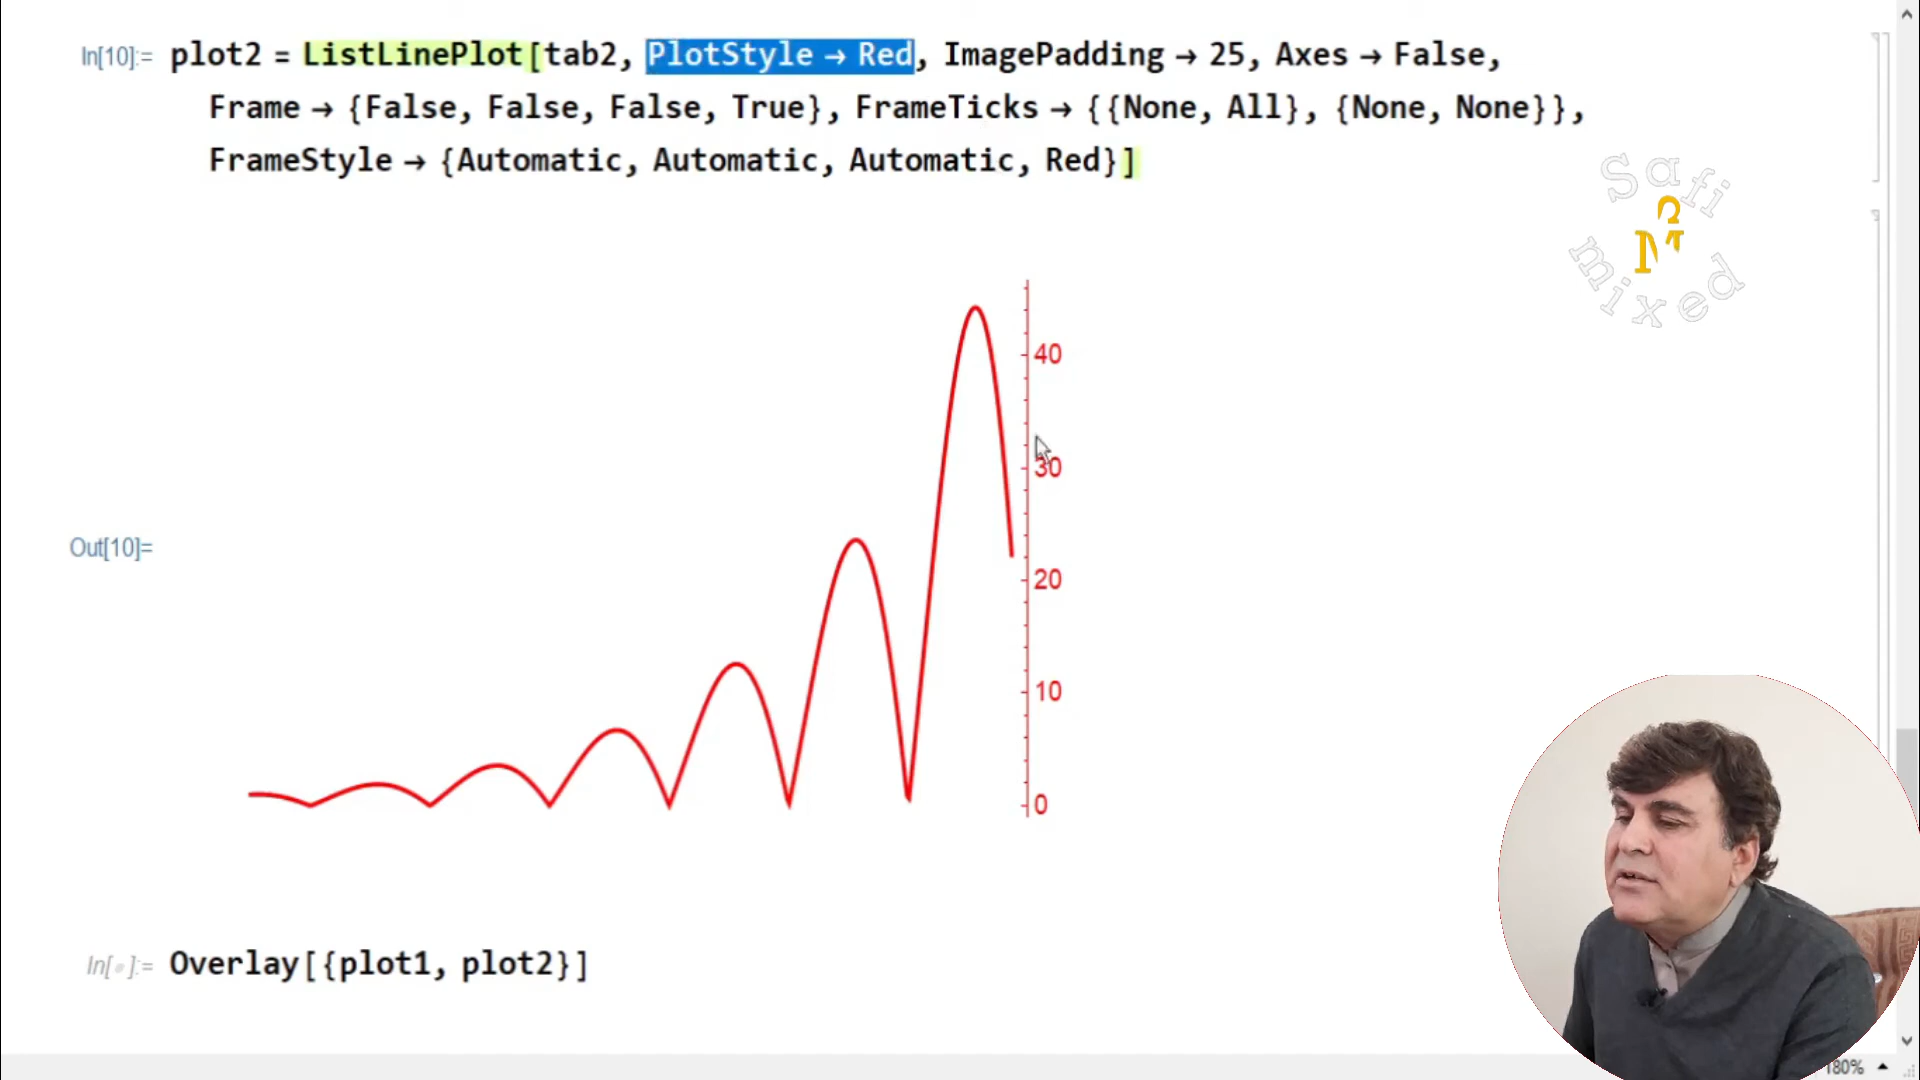 In[10]:= plot2 = ListLinePlot[tab2, PlotStyle → Red, ImagePadding → 25, Axes → False,
Frame → {False, False, False, True}, FrameTicks → {{None, All}, {None, None}},
FrameStyle → {Automatic, Automatic, Automatic, Red}]
Safi
mixed
40
30
Out[10]=
20
10
0
In[ ]:= Overlay[{plot1, plot2}]
180%